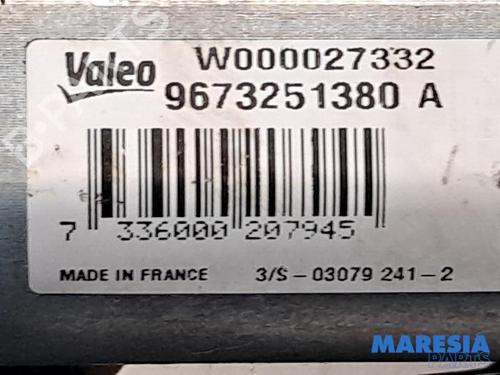 Valeo
W000027332
9673251380 A
7 336000 207945
MADE IN FRANCE 3/S-03079 241-2
MARESIA
PARTS